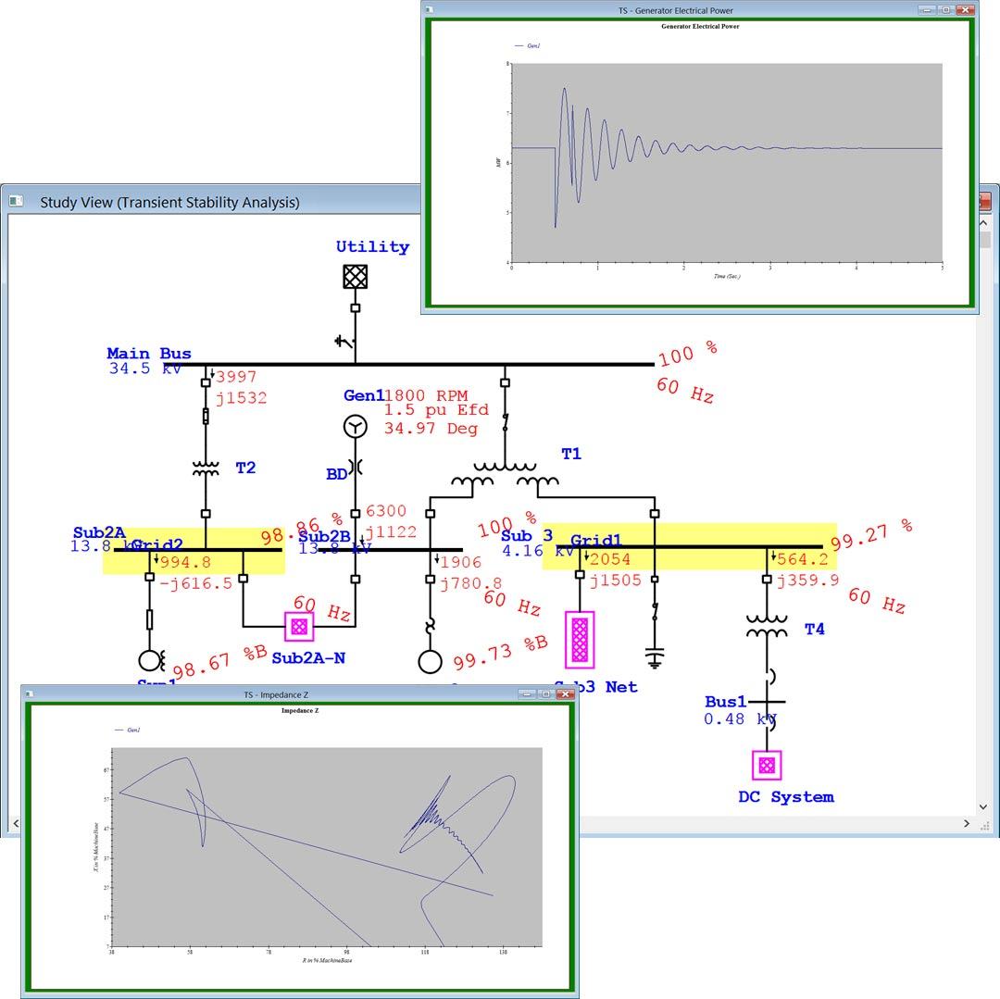 TS - Generator Electrical Power
Generator Electrical Power
Gen1
8
7
6
5
4
MW
0
1
2
3
4
5
Time (Sec.)
Study View (Transient Stability Analysis)
Utility
Main Bus
34.5 kV
100 %
60 Hz
3997
j1532
Gen1
1800 RPM
1.5 pu Efd
34.97 Deg
T2
BD
T1
6300
j1122
Sub2A
13.8 kV
Grid2
98.86 %
Sub2B
13.8 kV
100 %
Sub 3
4.16 kV
Grid1
99.27 %
994.8
-j616.5
1906
j780.8
2054
j1505
564.2
j359.9
60 Hz
60 Hz
60 Hz
T4
Sub2A-N
98.67 %B
99.73 %B
Syn1
Sub3 Net
Bus1
0.48 kV
DC System
TS - Impedance Z
Impedance Z
Gen1
67
57
47
37
27
17
7
X in % MachineBase
38
58
78
98
118
138
R in % MachineBase